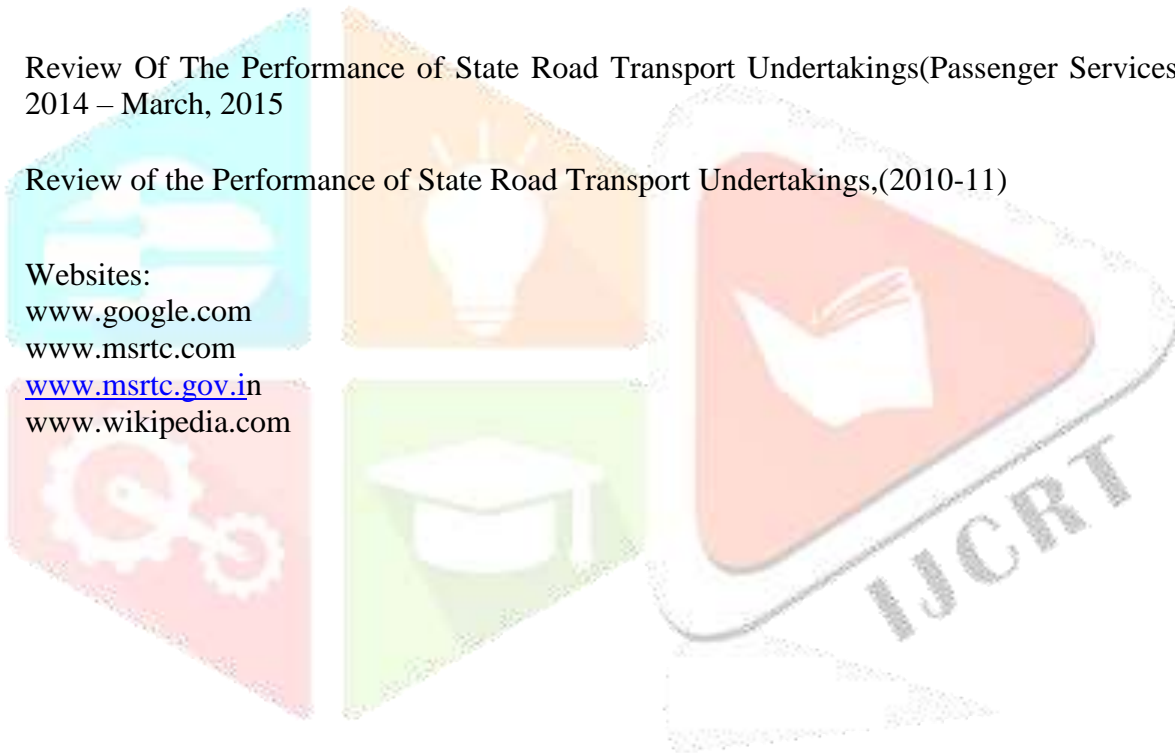 Review Of The Performance of State Road Transport Undertakings(Passenger Services
2014 – March, 2015
Review of the Performance of State Road Transport Undertakings,(2010-11)
Websites:
www.google.com
www.msrtc.com
www.msrtc.gov.in
www.wikipedia.com
IJCRT